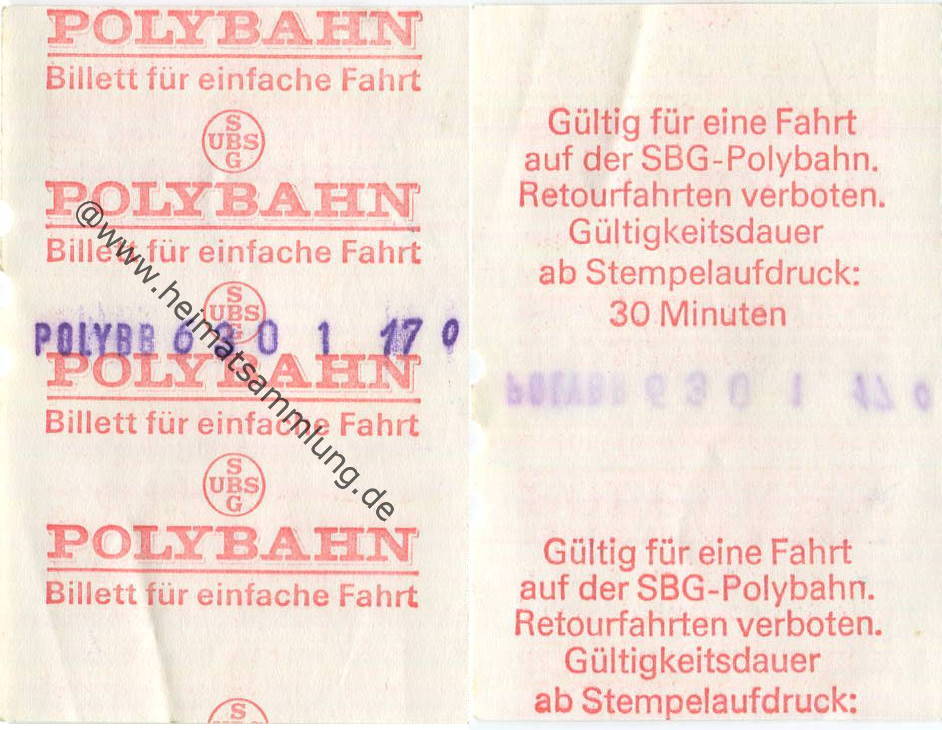 POLYBAHN
Billett für einfache Fahrt
S
UBS
G
POLYBAHN
Billett für einfache Fahrt
S
UBS
G
POLYBB 6 9 0 1 17 0
POLYBAHN
Billett für einfache Fahrt
S
UBS
G
POLYBAHN
Billett für einfache Fahrt
S
UBS
@www.heimatsammlung.de
Gültig für eine Fahrt
auf der SBG-Polybahn.
Retourfahrten verboten.
Gültigkeitsdauer
ab Stempelaufdruck:
30 Minuten
Gültig für eine Fahrt
auf der SBG-Polybahn.
Retourfahrten verboten.
Gültigkeitsdauer
ab Stempelaufdruck: